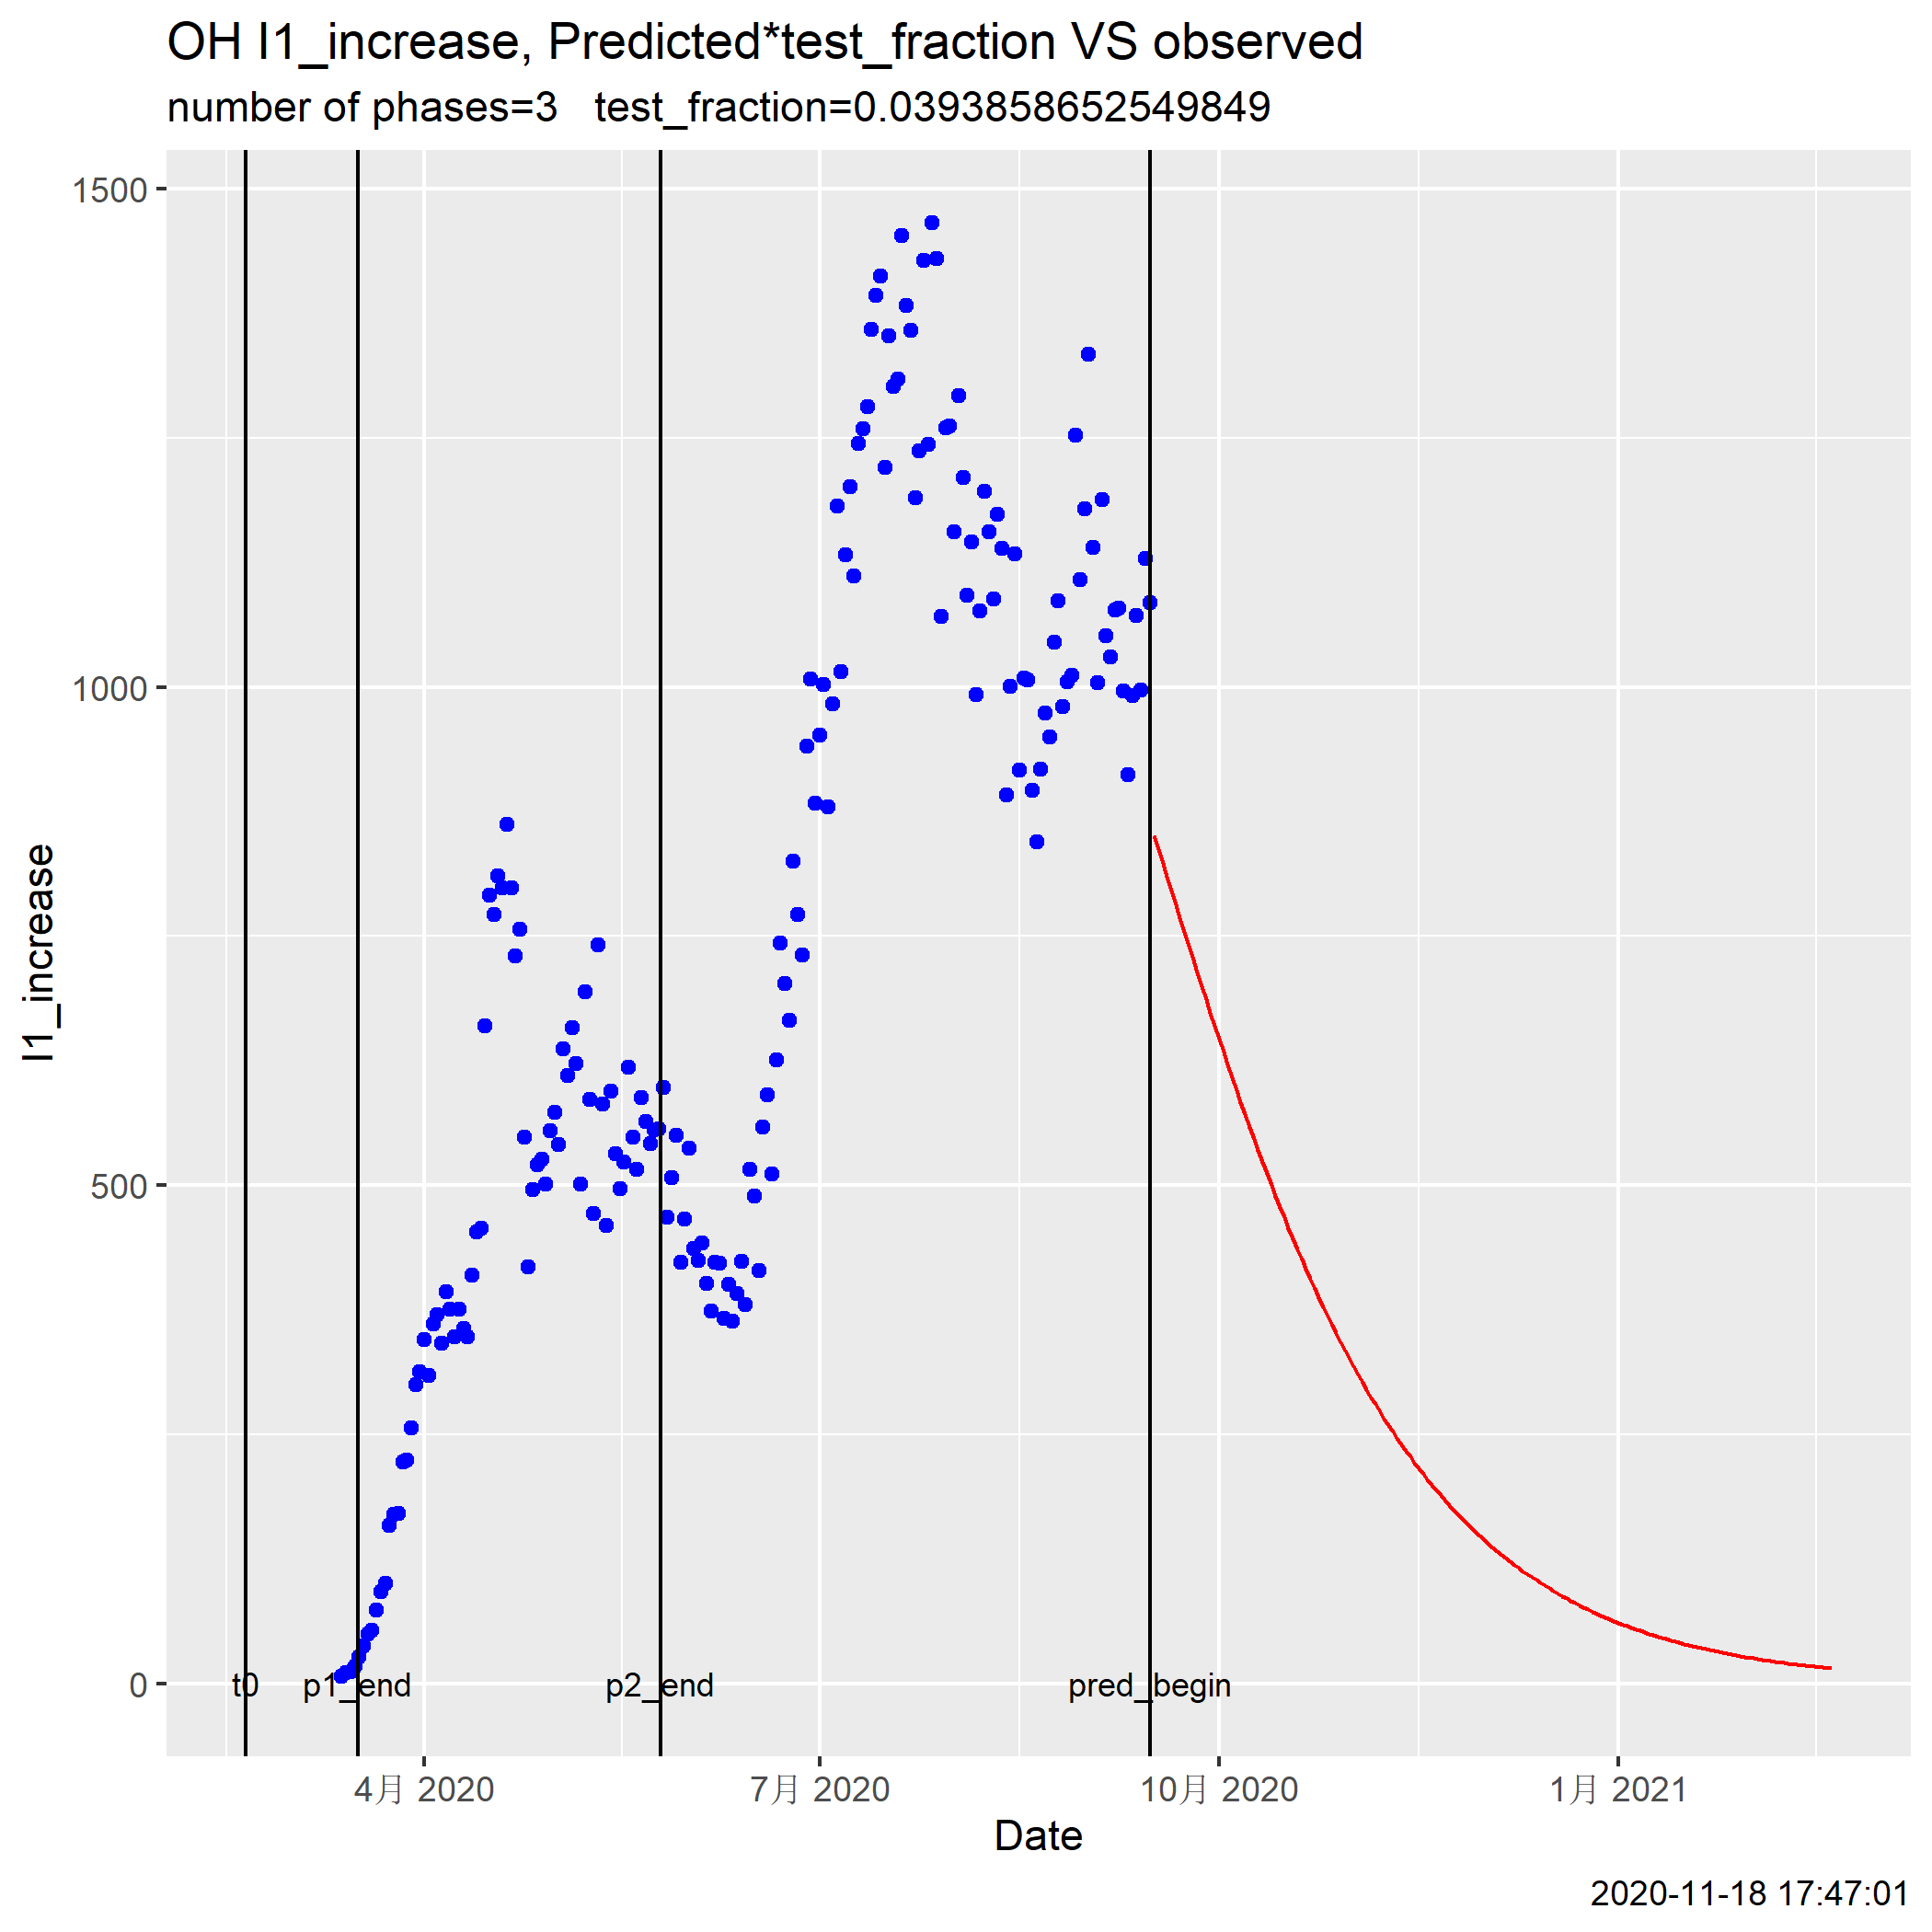 OH I1_increase, Predicted*test_fraction VS observed
number of phases=3   test_fraction=0.0393858652549849
1500
1000
500
0
I1_increase
t0
p1_end
p2_end
pred_begin
4月 2020
7月 2020
10月 2020
1月 2021
Date
2020-11-18 17:47:01